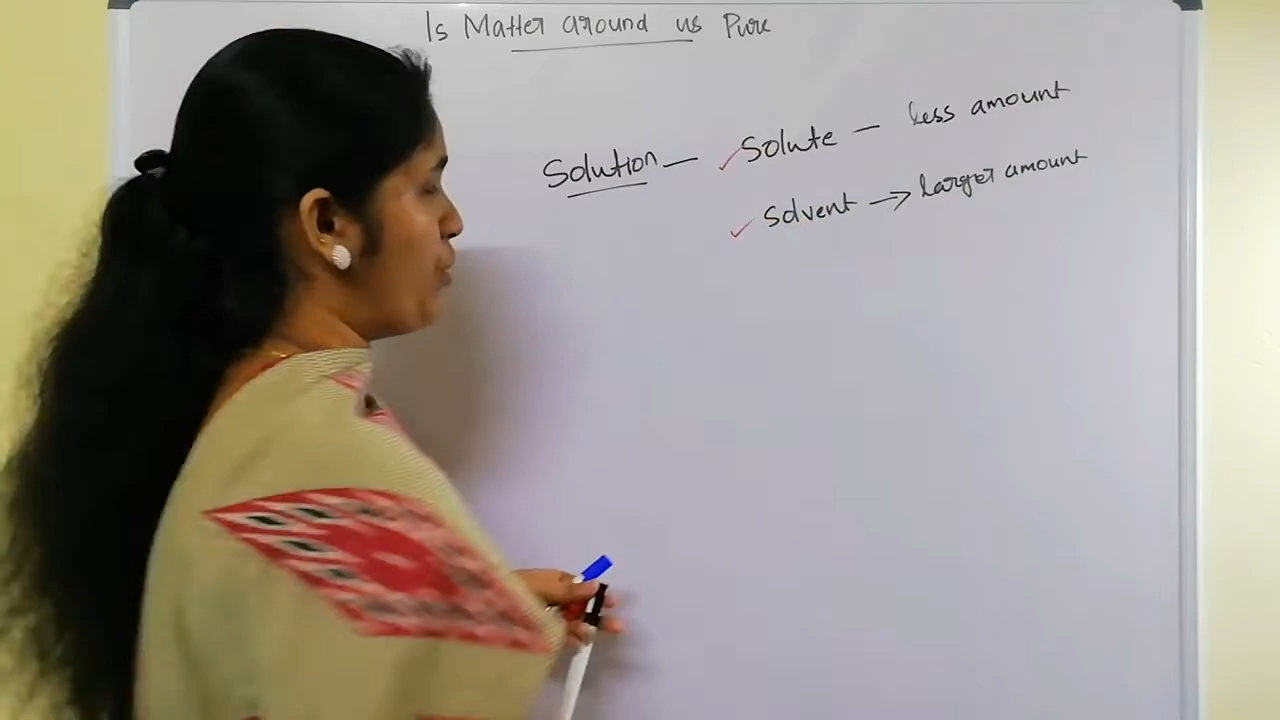 Is Matter around us Pure
Solution — ✓ Solute — less amount
✓ Solvent → larger amount